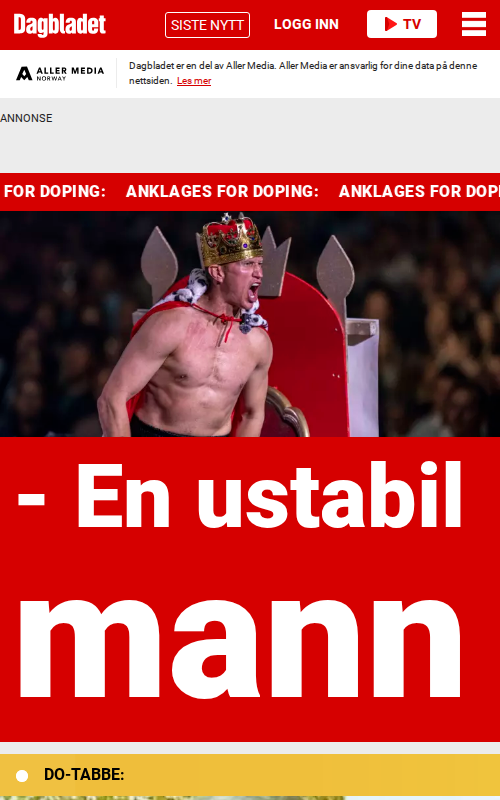 Dagbladet
SISTE NYTT
LOGG INN
TV
ALLER MEDIA
NORWAY
Dagbladet er en del av Aller Media. Aller Media er ansvarlig for dine data på denne
nettsiden. Les mer
ANNONSE
FOR DOPING: ANKLAGES FOR DOPING: ANKLAGES FOR DOPI
- En ustabil
mann
DO-TABBE: